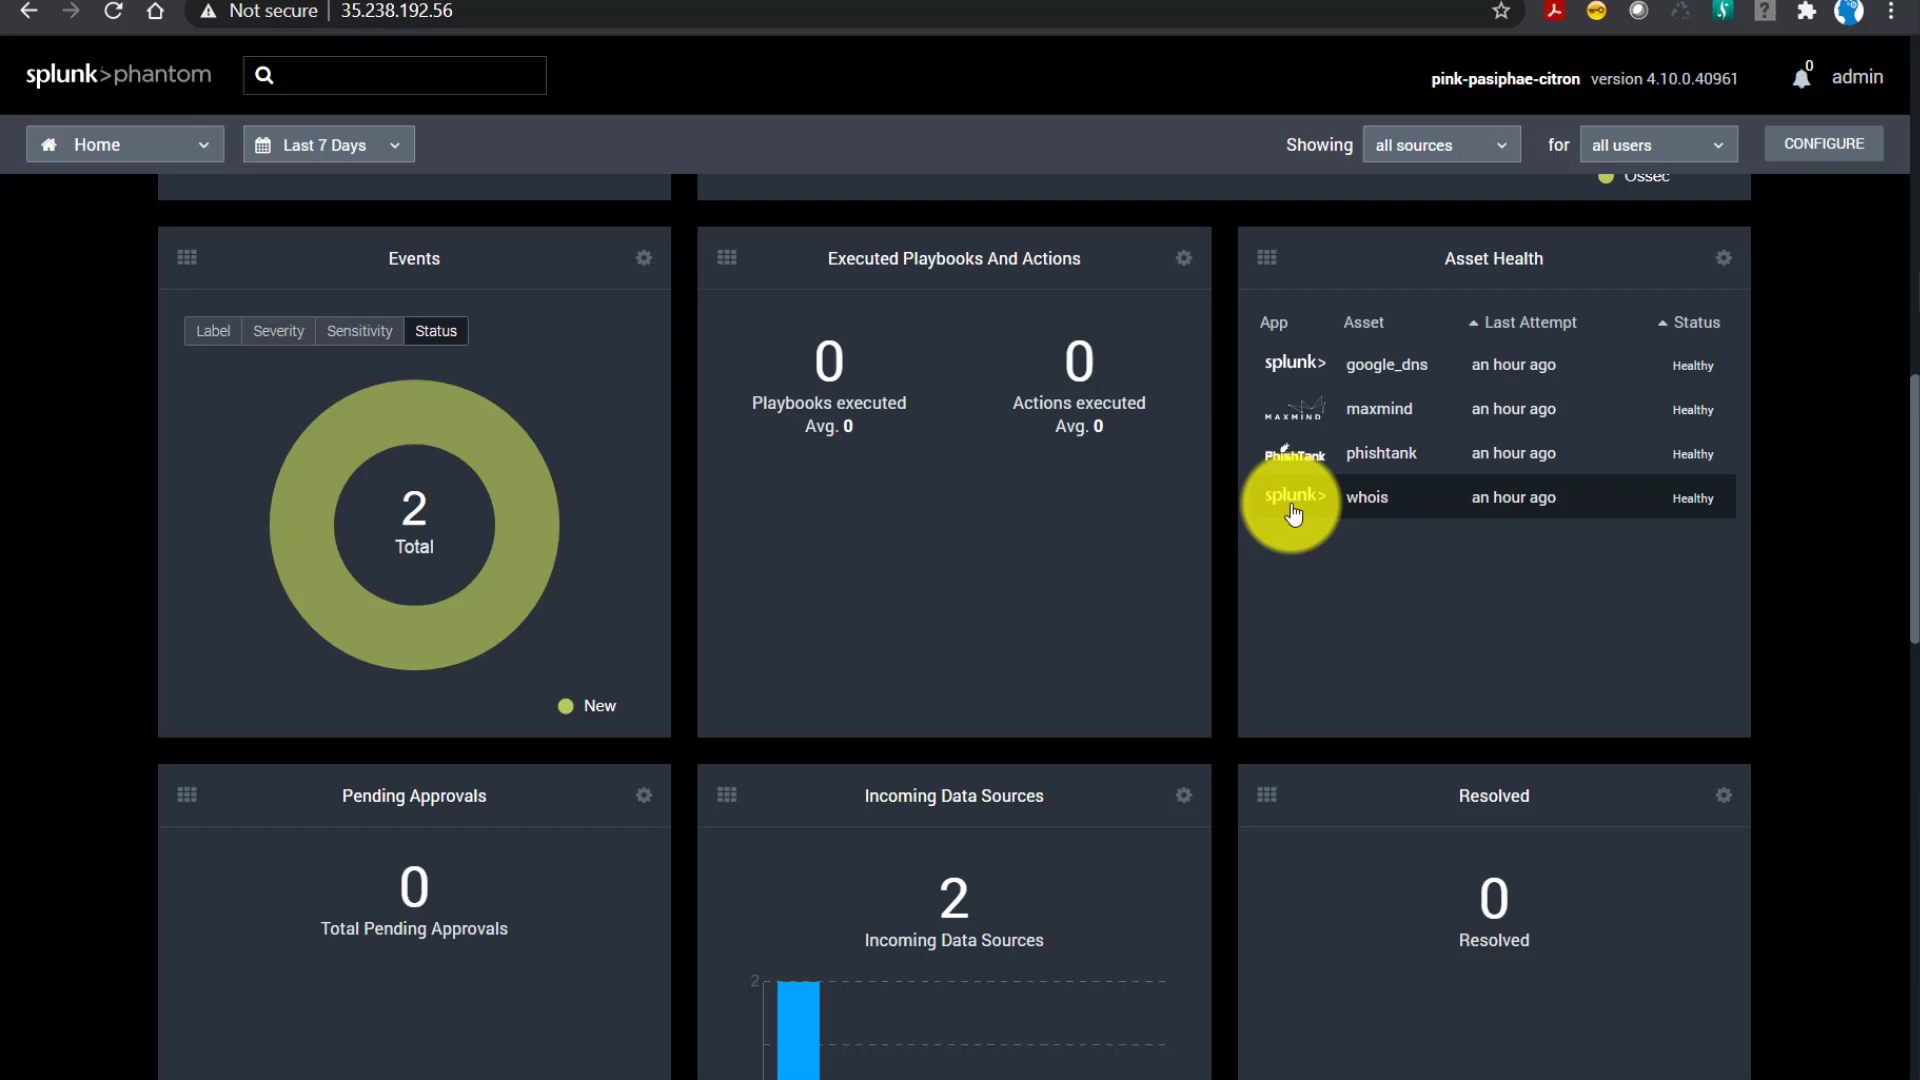 Not secure 35.238.192.56
splunk>phantom
pink-pasiphae-citron version 4.10.0.40961
0
admin
Home
Last 7 Days
Showing all sources for all users
CONFIGURE
Ossec
Events
Label Severity Sensitivity Status
2
Total
New
Executed Playbooks And Actions
0
Playbooks executed
Avg. 0
0
Actions executed
Avg. 0
Asset Health
App Asset Last Attempt Status
splunk> google_dns an hour ago Healthy
MAXMIND maxmind an hour ago Healthy
PhishTank phishtank an hour ago Healthy
splunk> whois an hour ago Healthy
Pending Approvals
0
Total Pending Approvals
Incoming Data Sources
2
Incoming Data Sources
2
Resolved
0
Resolved